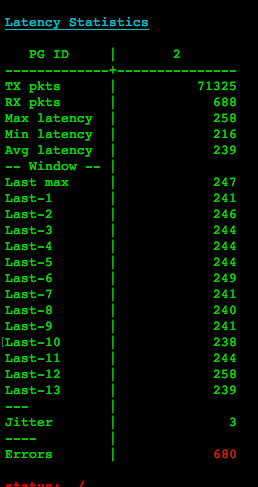 Latency Statistics
PG ID | 2
-------------+---------------
TX pkts | 71325
RX pkts | 688
Max latency | 258
Min latency | 216
Avg latency | 239
-- Window -- |
Last max | 247
Last-1 | 241
Last-2 | 246
Last-3 | 244
Last-4 | 244
Last-5 | 244
Last-6 | 249
Last-7 | 241
Last-8 | 240
Last-9 | 241
Last-10 | 238
Last-11 | 244
Last-12 | 258
Last-13 | 239
--- |
Jitter | 3
---- |
Errors | 680
status: /